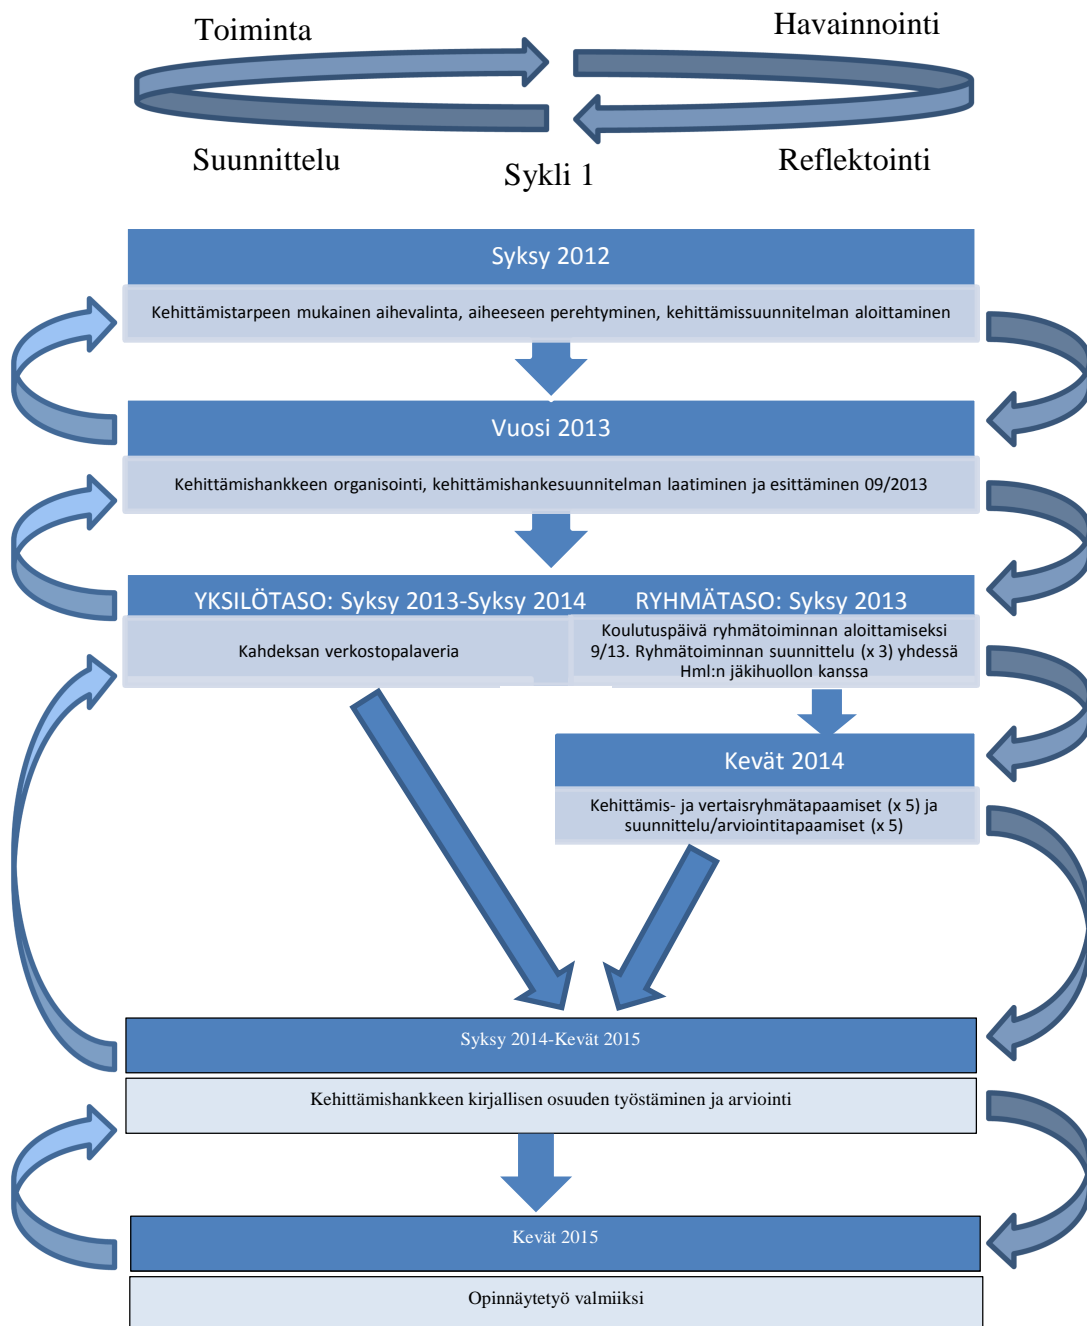 Toiminta
Havainnointi
Suunnittelu
Reflektointi
Sykli 1
Syksy 2012
Kehittämistarpeen mukainen aihevalinta, aiheeseen perehtyminen, kehittämissuunnitelman aloittaminen
Vuosi 2013
Kehittämishankkeen organisointi, kehittämishankesuunnitelman laatiminen ja esittäminen 09/2013
YKSILÖTASO: Syksy 2013-Syksy 2014
Kahdeksan verkostopalaveria
RYHMÄTASO: Syksy 2013
Koulutuspäivä ryhmätoiminnan aloittamiseksi
9/13. Ryhmätoiminnan suunnittelu (x 3) yhdessä
Hml:n jäkihuollon kanssa
Kevät 2014
Kehittämis- ja vertaisryhmätapaamiset (x 5) ja
suunnittelu/arviointitapaamiset (x 5)
Syksy 2014-Kevät 2015
Kehittämishankkeen kirjallisen osuuden työstäminen ja arviointi
Kevät 2015
Opinnäytetyö valmiiksi